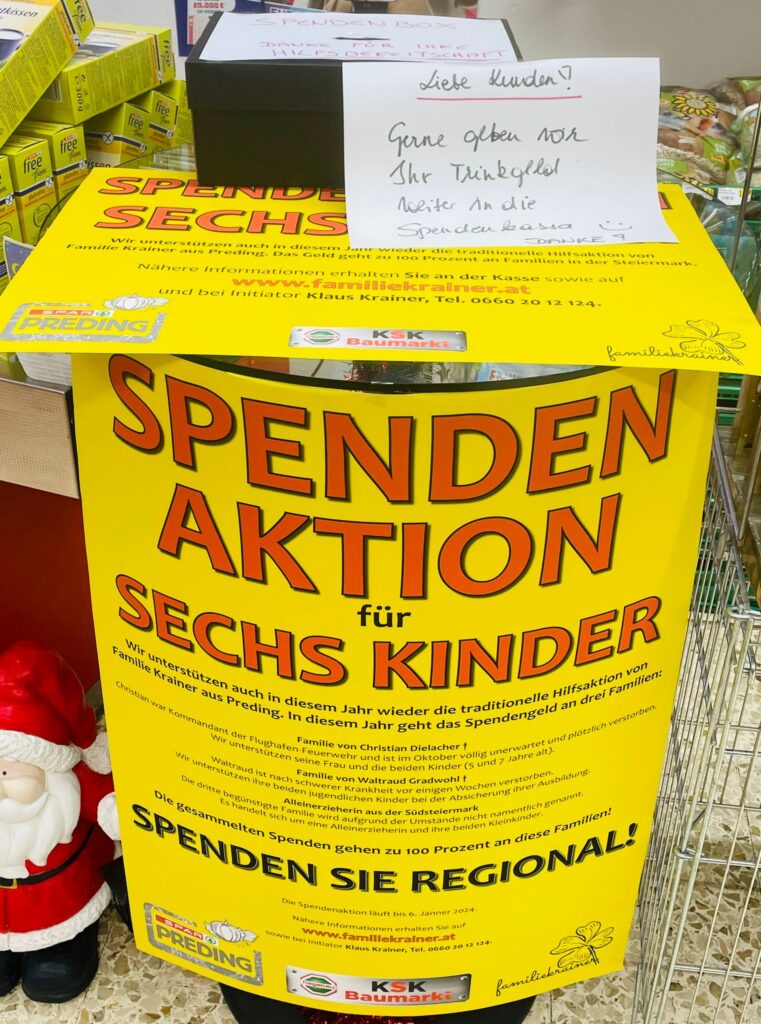 20.000 €
SPENDENBOX
DANKE FÜR IHRE
HILFSBEREITSCHAFT
Liebe Kunden!
Gerne geben wir
Ihr Trinkgeld
weiter in die
Spendenkassa
DANKE
SPENDEN
SECHS
Wir unterstützen auch in diesem Jahr wieder die traditionelle Hilfsaktion von
Familie Krainer aus Preding. Das Geld geht zu 100 Prozent an Familien in der Steiermark.
Nähere Informationen erhalten Sie an der Kasse sowie auf
www.familiekrainer.at
und bei Initiator Klaus Krainer, Tel. 0660 20 12 124.
SPAR
PREDING
KSK
Baumarkt
familiekrainer
free
free
free
SPENDEN
AKTION
für
SECHS KINDER
Wir unterstützen auch in diesem Jahr wieder die traditionelle Hilfsaktion von
Familie Krainer aus Preding. In diesem Jahr geht das Spendengeld an drei Familien:
Familie von Christian Dielacher †
Christian war Kommandant der Flughafen-Feuerwehr und ist im Oktober völlig unerwartet und plötzlich verstorben.
Wir unterstützen seine Frau und die beiden Kinder (5 und 7 Jahre alt).
Familie von Waltraud Gradwohl †
Waltraud ist nach schwerer Krankheit vor einigen Wochen verstorben.
Wir unterstützen ihre beiden jugendlichen Kinder bei der Absicherung ihrer Ausbildung.
Alleinerzieherin aus der Südsteiermark
Die dritte begünstigte Familie wird aufgrund der Umstände nicht namentlich genannt.
Es handelt sich um eine Alleinerzieherin und ihre beiden Kleinkinder.
Die gesammelten Spenden gehen zu 100 Prozent an diese Familien!
SPENDEN SIE REGIONAL!
Die Spendenaktion läuft bis 6. Jänner 2024.
Nähere Informationen erhalten Sie auf
www.familiekrainer.at
sowie bei Initiator Klaus Krainer, Tel. 0660 20 12 124.
SPAR
PREDING
hagebau
KSK
Baumarkt
familiekrainer